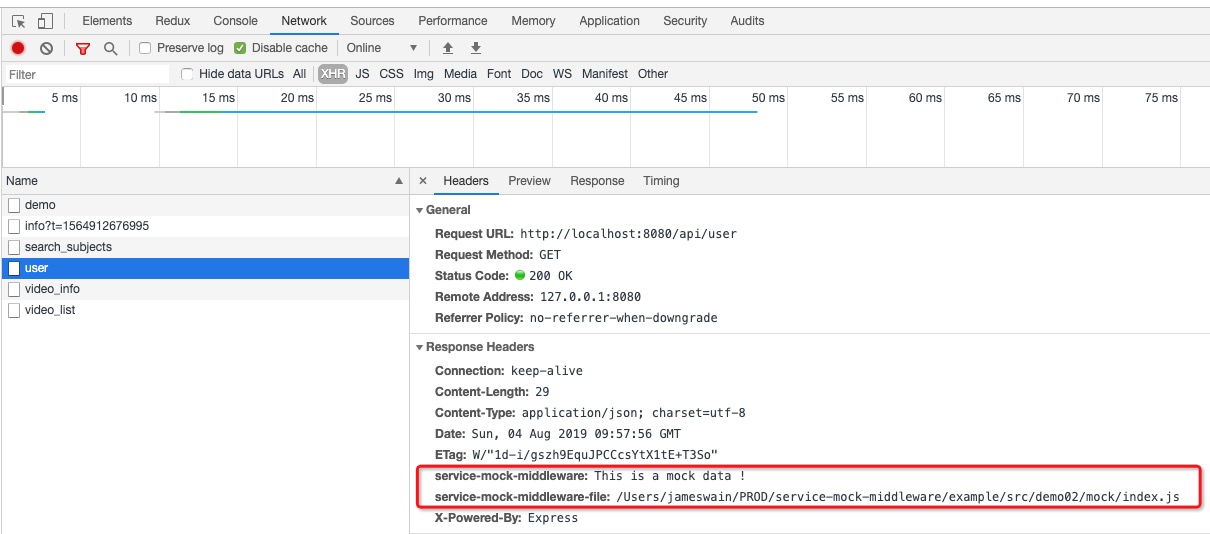 Elements Redux Console Network Sources Performance Memory Application Security Audits
Preserve log Disable cache Online
Filter Hide data URLs All XHR JS CSS Img Media Font Doc WS Manifest Other
5 ms 10 ms 15 ms 20 ms 25 ms 30 ms 35 ms 40 ms 45 ms 50 ms 55 ms 60 ms 65 ms 70 ms 75 ms
Name
demo
info?t=1564912676995
search_subjects
user
video_info
video_list
× Headers Preview Response Timing
General
Request URL: http://localhost:8080/api/user
Request Method: GET
Status Code: 200 OK
Remote Address: 127.0.0.1:8080
Referrer Policy: no-referrer-when-downgrade
Response Headers
Connection: keep-alive
Content-Length: 29
Content-Type: application/json; charset=utf-8
Date: Sun, 04 Aug 2019 09:57:56 GMT
ETag: W/"1d-i/gszh9EquJPCCcsYtX1tE+T3So"
service-mock-middleware: This is a mock data !
service-mock-middleware-file: /Users/jameswain/PROD/service-mock-middleware/example/src/demo02/mock/index.js
X-Powered-By: Express